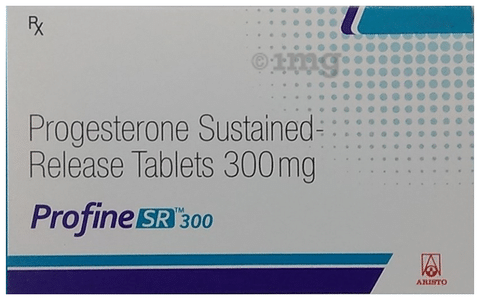 Rx
© 1mg
Progesterone Sustained-
Release Tablets 300mg
Profine SR™ 300
ARISTO